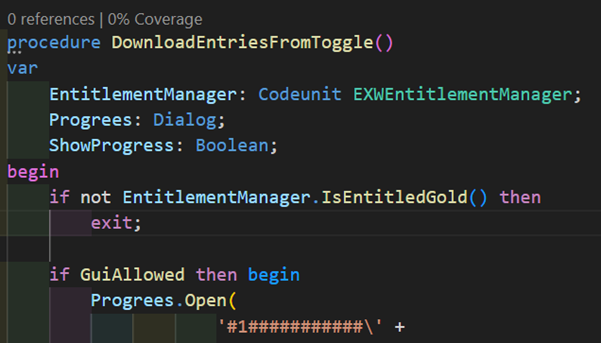 0 references | 0% Coverage
procedure DownloadEntriesFromToggle()
var
EntitlementManager: Codeunit EXWEntitlementManager;
Progrees: Dialog;
ShowProgress: Boolean;
begin
if not EntitlementManager.IsEntitledGold() then
exit;
if GuiAllowed then begin
Progrees.Open(
'#1###########\' +